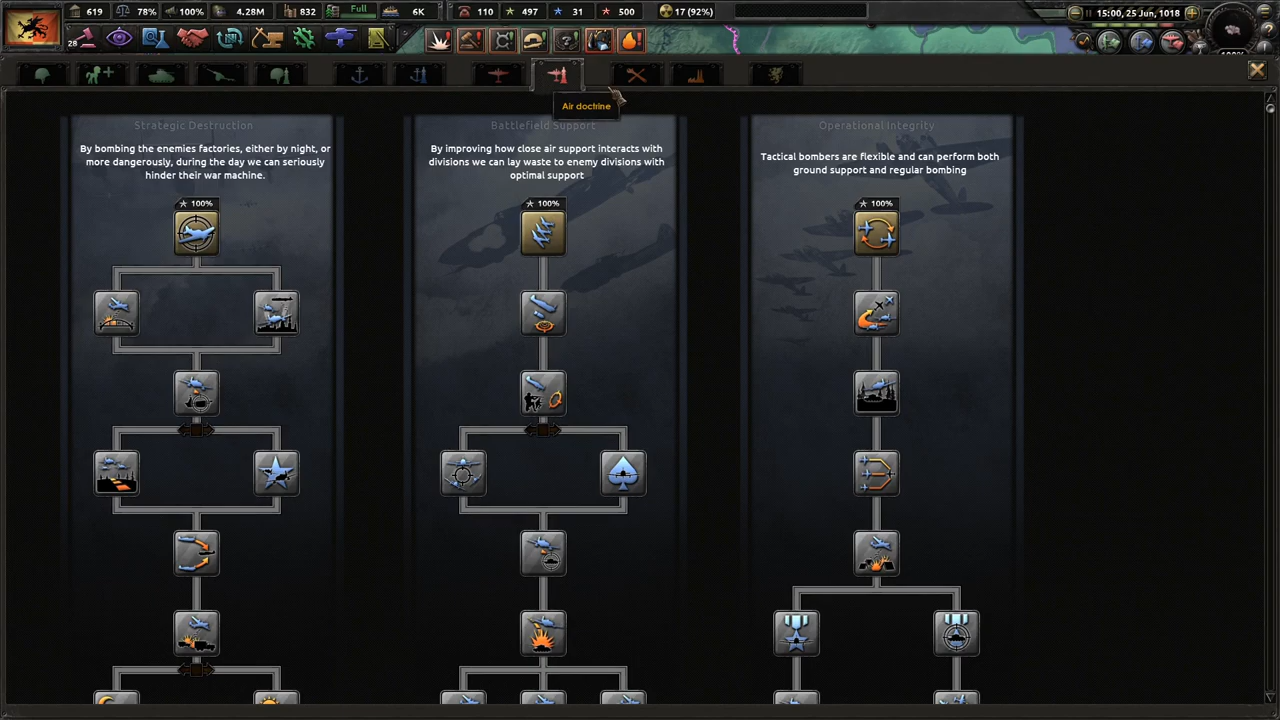 619 78% 100% 4.28M 832 Full 6K 110 497 31 500 17 (92%) 15:00, 25 Jun, 1018
28
100%
Air doctrine
Strategic Destruction
By bombing the enemies factories, either by night, or
more dangerously, during the day we can seriously
hinder their war machine.
100%
Battlefield Support
By improving how close air support interacts with
divisions we can lay waste to enemy divisions with
optimal support
100%
Operational Integrity
Tactical bombers are flexible and can perform both
ground support and regular bombing
100%